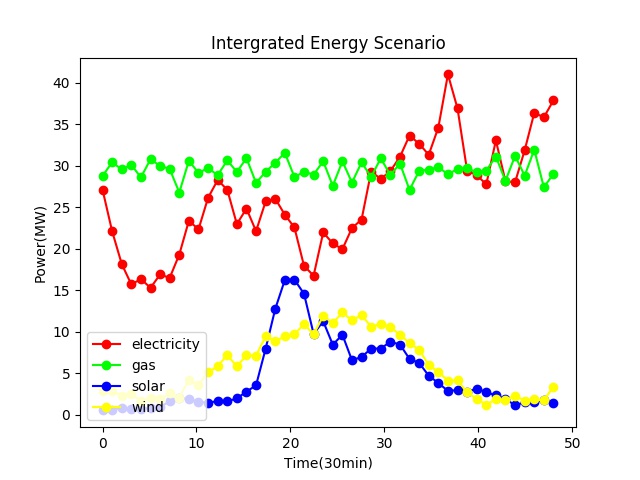 Intergrated Energy Scenario
Power(MW)
40
35
30
25
20
15
10
5
0
electricity
gas
solar
wind
0 10 20 30 40 50
Time(30min)